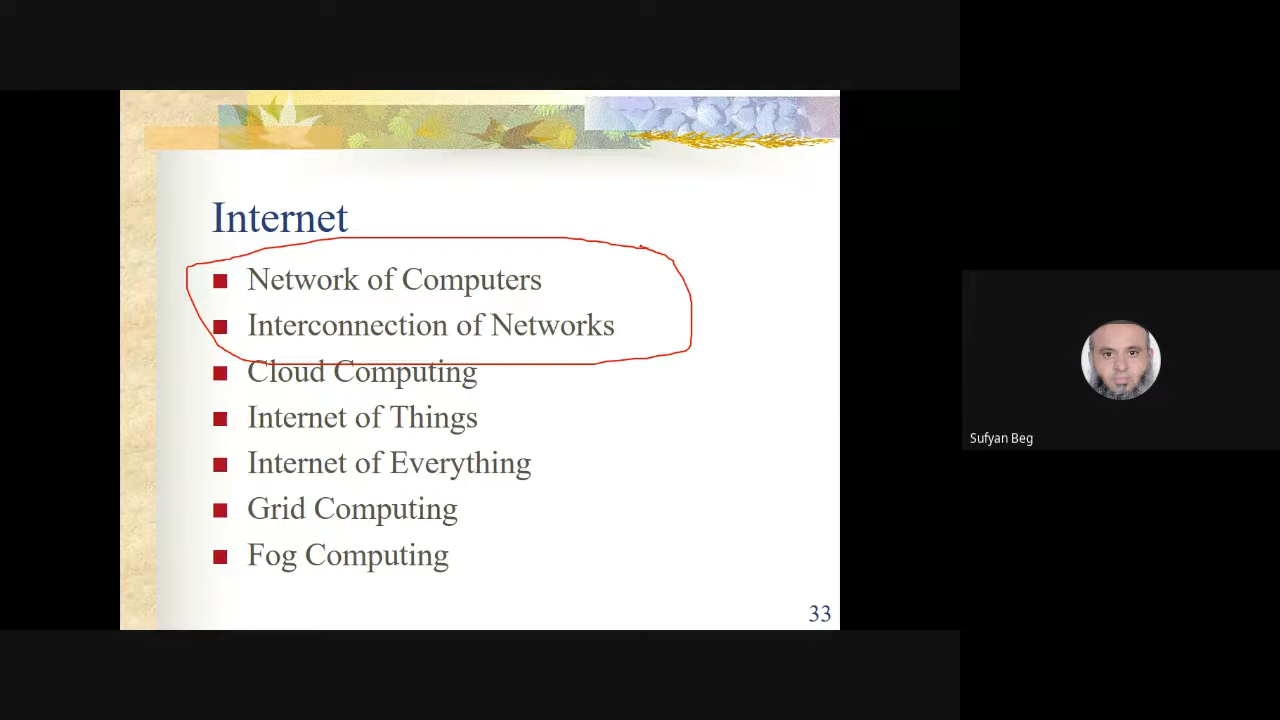 Internet
Network of Computers
Interconnection of Networks
Cloud Computing
Internet of Things
Internet of Everything
Grid Computing
Fog Computing
33
Sufyan Beg